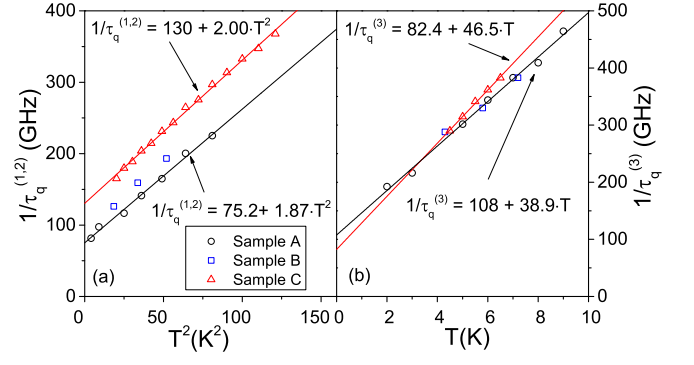 400
300
200
100
0
1/τq^(1,2) (GHz)
1/τq^(1,2) = 130 + 2.00·T²
1/τq^(1,2) = 75.2+ 1.87·T²
Sample A
Sample B
Sample C
(a)
0 50 100 150
T²(K²)
1/τq^(3) = 82.4 + 46.5·T
1/τq^(3) = 108 + 38.9·T
(b)
0 2 4 6 8 10
T(K)
500
400
300
200
100
0
1/τq^(3) (GHz)